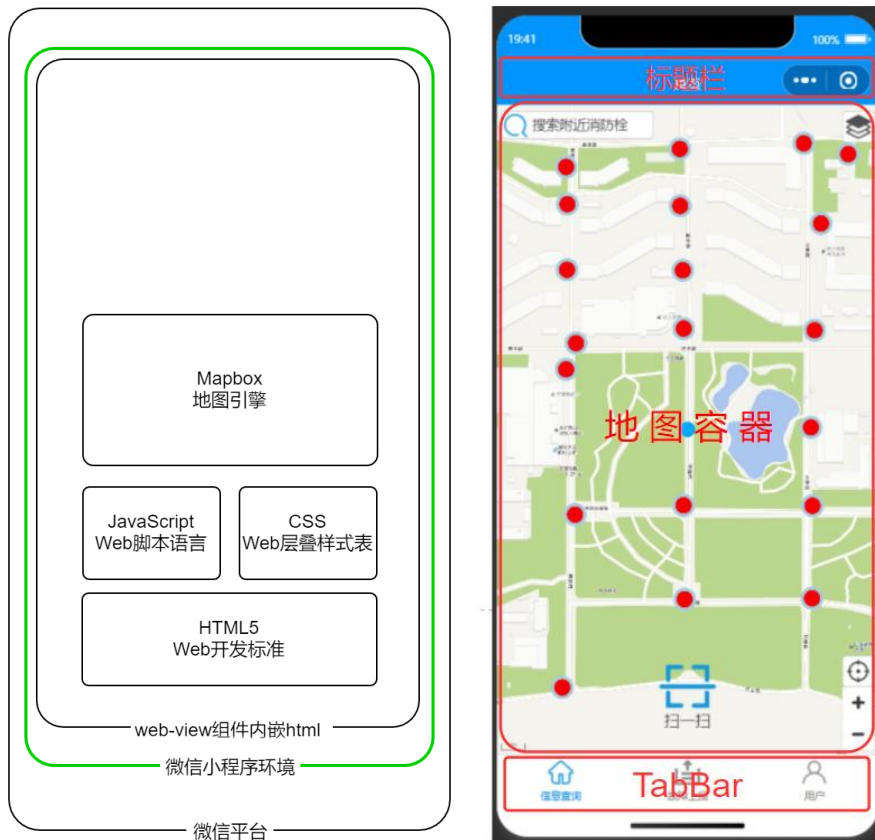 Mapbox
地图引擎
JavaScript
Web脚本语言
CSS
Web层叠样式表
HTML5
Web开发标准
web-view组件内嵌html
微信小程序环境
微信平台
19:41
100%
标题栏
搜索附近消防栓
地图容器
扫一扫
TabBar
信息查询
用户